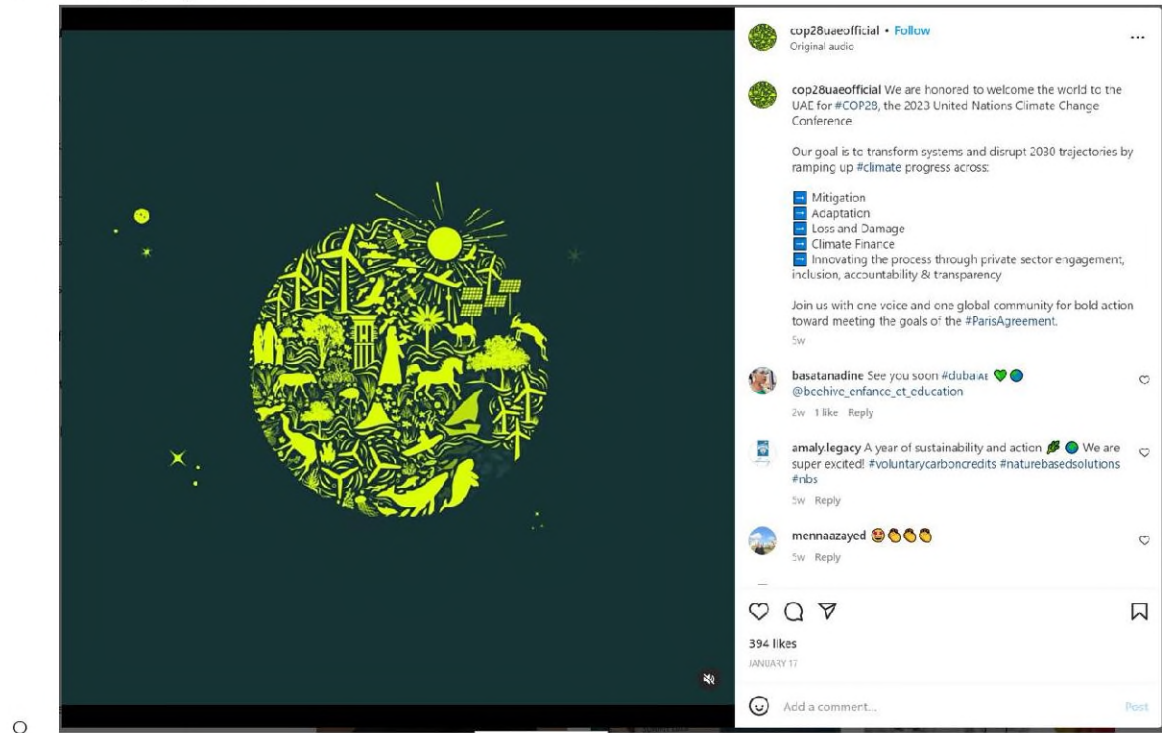 cop28uaeofficial • Follow
Original audio
cop28uaeofficial We are honored to welcome the world to the
UAE for #COP28, the 2023 United Nations Climate Change
Conference
Our goal is to transform systems and disrupt 2030 trajectories by
ramping up #climate progress across:
Mitigation
Adaptation
Loss and Damage
Climate Finance
Innovating the process through private sector engagement,
inclusion, accountability & transparency
Join us with one voice and one global community for bold action
toward meeting the goals of the #ParisAgreement.
5w
basatanadine See you soon #dubaiAE
@beehive_enfance_et_education
2w 1 like Reply
amaly.legacy A year of sustainability and action We are
super excited! #voluntarycarboncredits #naturebasedsolutions
#nbs
5w Reply
mennaazayed
5w Reply
394 likes
JANUARY 17
Add a comment...
Post